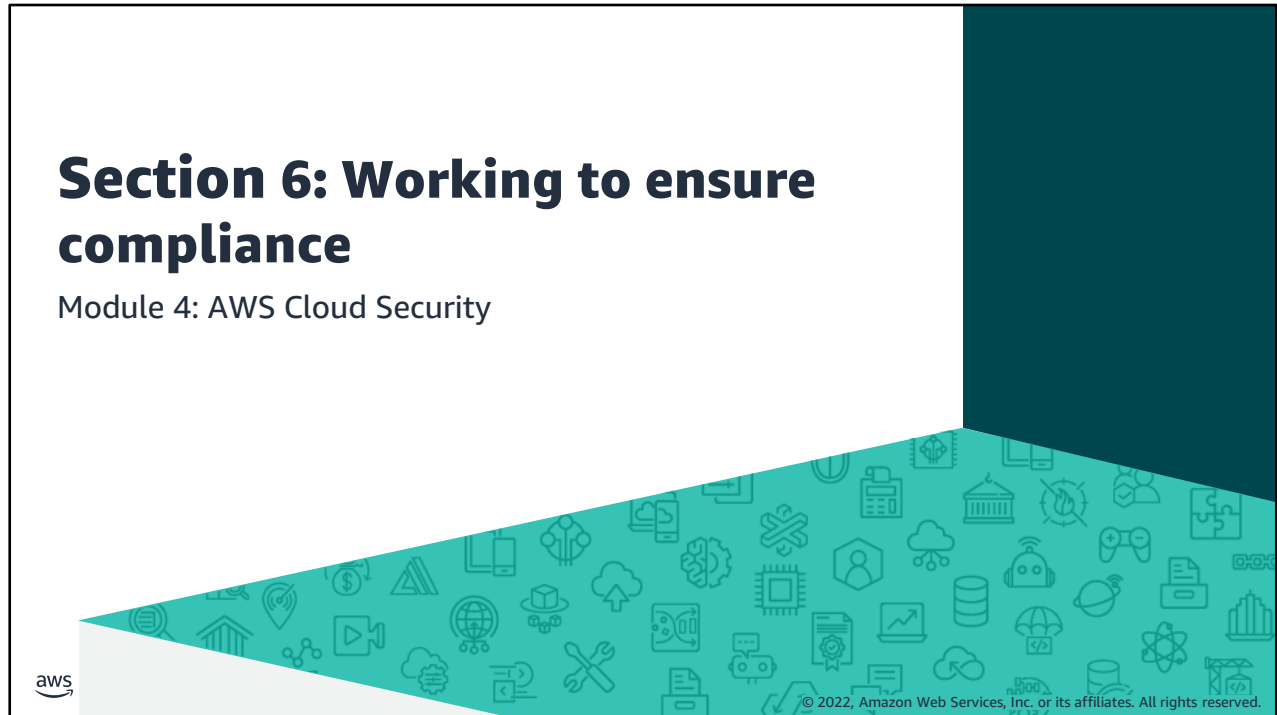 Section 6: Working to ensure
compliance
Module 4: AWS Cloud Security
aws
© 2022, Amazon Web Services, Inc. or its affiliates. All rights reserved.